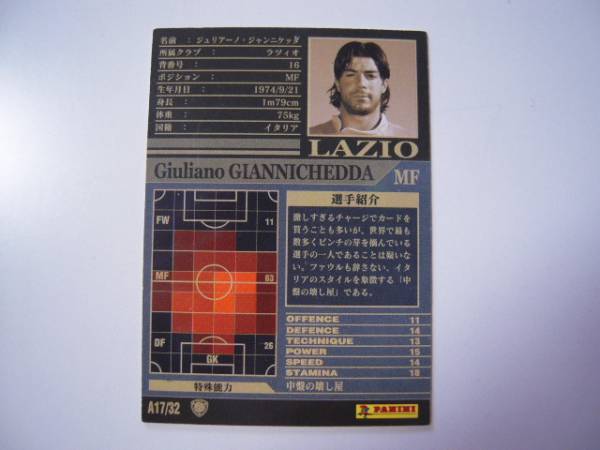 名前 : ジュリアーノ・ジャンニケッダ
所属クラブ : ラツィオ
背番号 : 16
ポジション : MF
生年月日 : 1974/9/21
身長 : 1m79cm
体重 : 75kg
国籍 : イタリア
LAZIO
Giuliano GIANNICHEDDA
MF
FW 11
MF 63
DF 26
GK
選手紹介
激しすぎるチャージでカードを
貰うことも多いが、世界で最も
数多くピンチの芽を摘んでいる
選手の一人であることは疑いな
い。ファウルも辞さない、イタ
リアのスタイルを象徴する「中
盤の壊し屋」である。
OFFENCE 11
DEFENCE 14
TECHNIQUE 13
POWER 15
SPEED 14
STAMINA 18
特殊能力
中盤の壊し屋
A17/32
PANINI